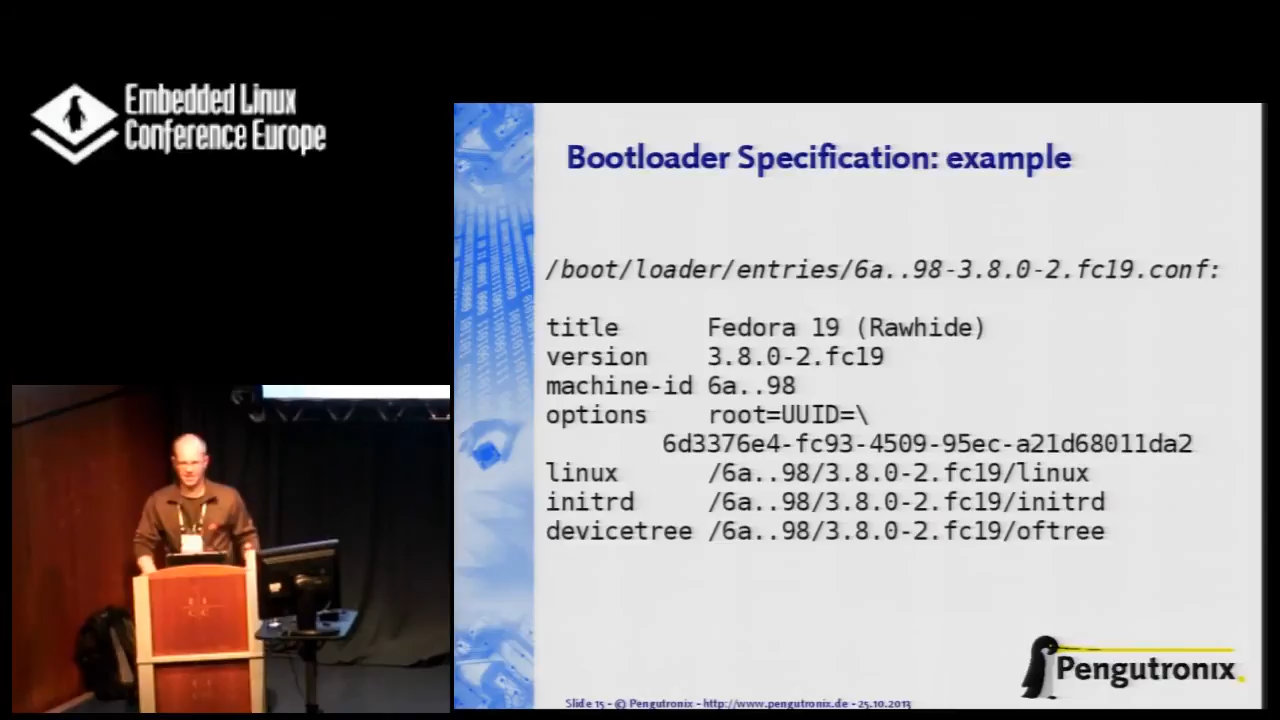 Embedded Linux
Conference Europe
Bootloader Specification: example
/boot/loader/entries/6a..98-3.8.0-2.fc19.conf:
title Fedora 19 (Rawhide)
version 3.8.0-2.fc19
machine-id 6a..98
options root=UUID=\
6d3376e4-fc93-4509-95ec-a21d68011da2
linux /6a..98/3.8.0-2.fc19/linux
initrd /6a..98/3.8.0-2.fc19/initrd
devicetree /6a..98/3.8.0-2.fc19/oftree
Pengutronix
Slide 15 - © Pengutronix - http://www.pengutronix.de - 25.10.2013